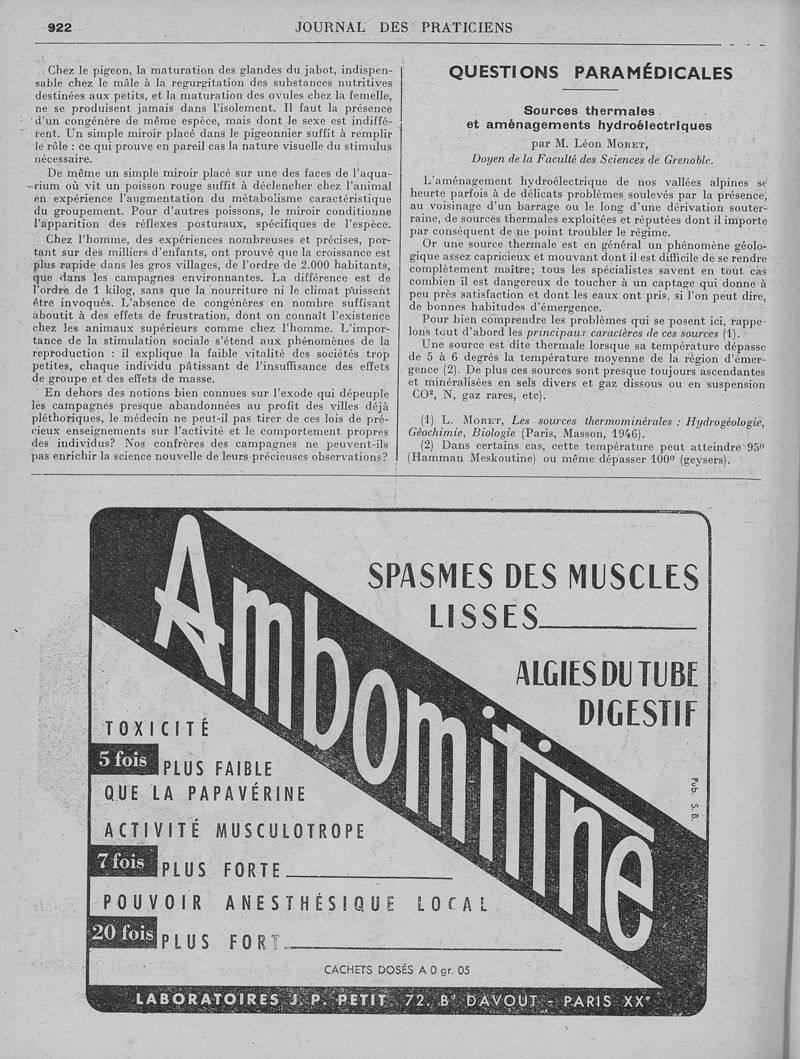 922
JOURNAL DES PRATICIENS
Chez le pigeon, la maturation des glandes du jabot, indispen-
sable chez le mâle à la regurgitation des substances nutritives
destinées aux petits, et la maturation des ovules chez la femelle,
ne se produisent jamais dans l'isolement. Il faut la présence
d'un congénère de même espèce, mais dont le sexe est indiffé-
rent. Un simple miroir placé dans le pigeonnier suffit à remplir
le rôle : ce qui prouve en pareil cas la nature visuelle du stimulus
nécessaire.
De même un simple miroir placé sur une des faces de l'aqua-
rium où vit un poisson rouge suffit à déclencher chez l'animal
en expérience l'augmentation du métabolisme caractéristique
du groupement. Pour d'autres poissons, le miroir conditionne
l'apparition des réflexes posturaux, spécifiques de l'espèce.
Chez l'homme, des expériences nombreuses et précises, por-
tant sur des milliers d'enfants, ont prouvé que la croissance est
plus rapide dans les gros villages, de l'ordre de 2.000 habitants,
que dans les campagnes environnantes. La différence est de
l'ordre de 1 kilog, sans que la nourriture ni le climat puissent
être invoqués. L'absence de congénères en nombre suffisant
aboutit à des effets de frustration, dont on connaît l'existence
chez les animaux supérieurs comme chez l'homme. L'impor-
tance de la stimulation sociale s'étend aux phénomènes de la
reproduction : il explique la faible vitalité des sociétés trop
petites, chaque individu pâtissant de l'insuffisance des effets
de groupe et des effets de masse.
En dehors des notions bien connues sur l'exode qui dépeuple
les campagnes presque abandonnées au profit des villes déjà
pléthoriques, le médecin ne peut-il pas tirer de ces lois de pré-
cieux enseignements sur l'activité et le comportement propres
des individus? Nos confrères des campagnes ne peuvent-ils
pas enrichir la science nouvelle de leurs précieuses observations?
QUESTIONS PARAMÉDICALES
Sources thermales
et aménagements hydroélectriques
par M. Léon MORET,
Doyen de la Faculté des Sciences de Grenoble.
L'aménagement hydroélectrique de nos vallées alpines se
heurte parfois à de délicats problèmes soulevés par la présence,
au voisinage d'un barrage ou le long d'une dérivation souter-
raine, de sources thermales exploitées et réputées dont il importe
par conséquent de ne point troubler le régime.
Or une source thermale est en général un phénomène géolo-
gique assez capricieux et mouvant dont il est difficile de se rendre
complètement maître; tous les spécialistes savent en tout cas
combien il est dangereux de toucher à un captage qui donne à
peu près satisfaction et dont les eaux ont pris, si l'on peut dire,
de bonnes habitudes d'émergence.
Pour bien comprendre les problèmes qui se posent ici, rappe-
lons tout d'abord les principaux caractères de ces sources (1).
Une source est dite thermale lorsque sa température dépasse
de 5 à 6 degrés la température moyenne de la région d'émer-
gence (2). De plus ces sources sont presque toujours ascendantes
et minéralisées en sels divers et gaz dissous ou en suspension
CO², N, gaz rares, etc).
(1) L. MORET, Les sources thermominérales : Hydrogéologie,
Géochimie, Biologie (Paris, Masson, 1946).
(2) Dans certains cas, cette température peut atteindre 95°
(Hamman Meskoutine) ou même dépasser 100° (geysers).
Ambomitine
SPASMES DES MUSCLES
LISSES
ALGIES DU TUBE
DIGESTIF
TOXICITÉ
5 fois PLUS FAIBLE
QUE LA PAPAVÉRINE
ACTIVITÉ MUSCULOTROPE
7 fois PLUS FORTE
POUVOIR ANESTHÉSIQUE LOCAL
20 fois PLUS FORT
Pub. S. B.
CACHETS DOSÉS A 0 gr. 05
LABORATOIRES J. P. PETIT, 72, Bd DAVOUT - PARIS XXe